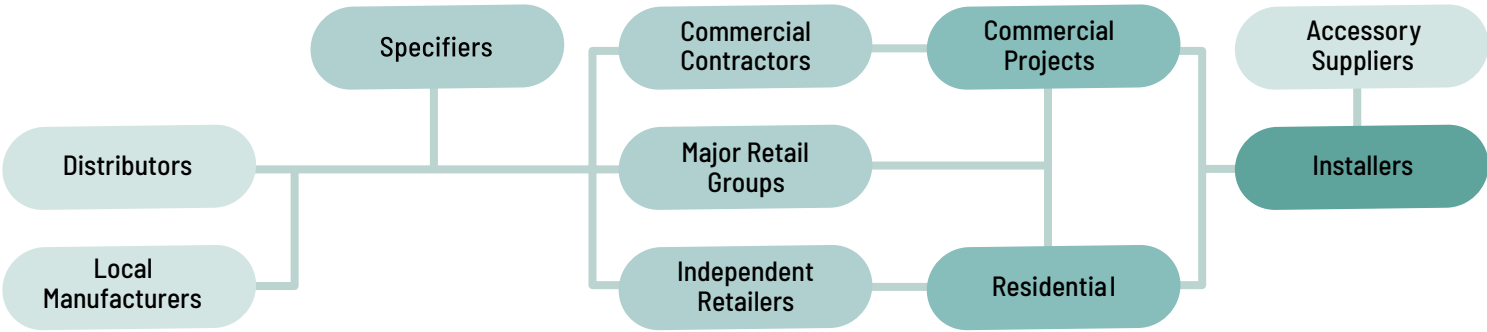 Specifiers
Commercial
Contractors
Commercial
Projects
Accessory
Suppliers
Distributors
Major Retail
Groups
Installers
Local
Manufacturers
Independent
Retailers
Residential